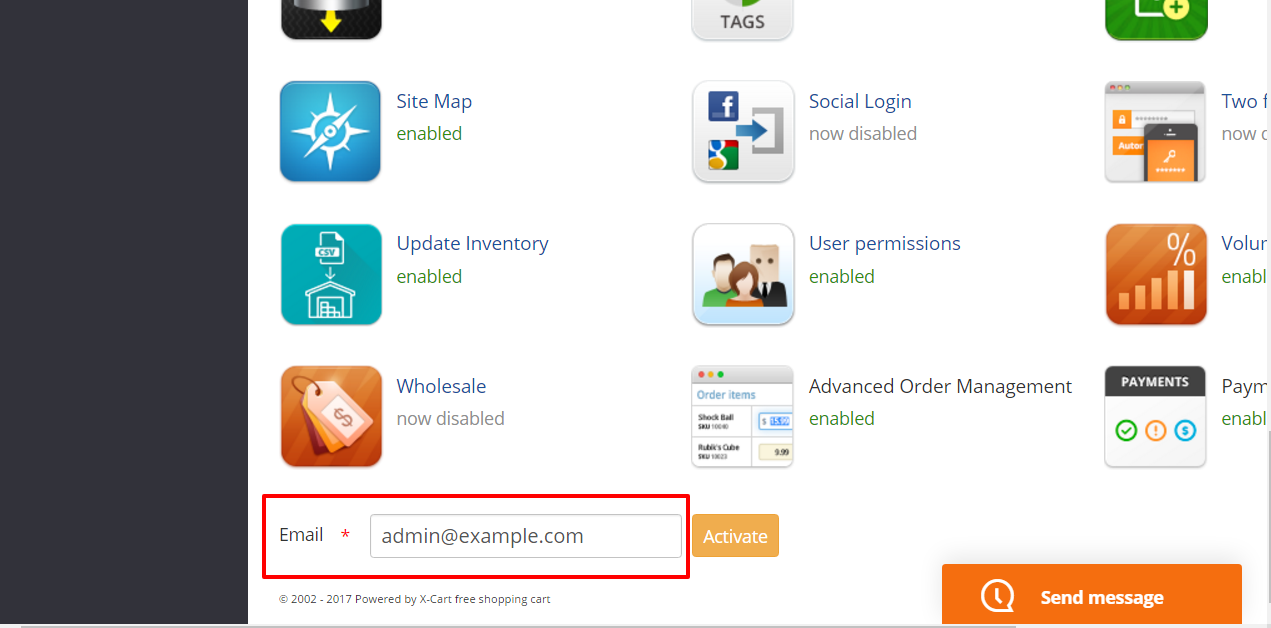 TAGS
Site Map
enabled
Social Login
now disabled
Two f
now d
Autor
Update Inventory
enabled
CSV
User permissions
enabled
%
Volur
enabl
Wholesale
now disabled
$
Order items
Shock Ball
SKU 10040
$ 15.99
Rubik's Cube
SKU 10023
9.99
Advanced Order Management
enabled
PAYMENTS
$
Paym
enabl
Email * admin@example.com Activate
© 2002 - 2017 Powered by X-Cart free shopping cart
Send message